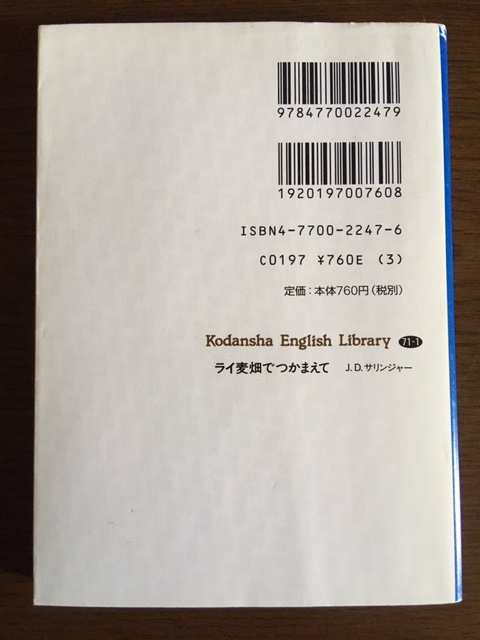 9784770022479
1920197007608
ISBN4-7700-2247-6
C0197 ¥760E (3)
定価：本体760円（税別）
Kodansha English Library 71-1
ライ麦畑でつかまえて J.D.サリンジャー